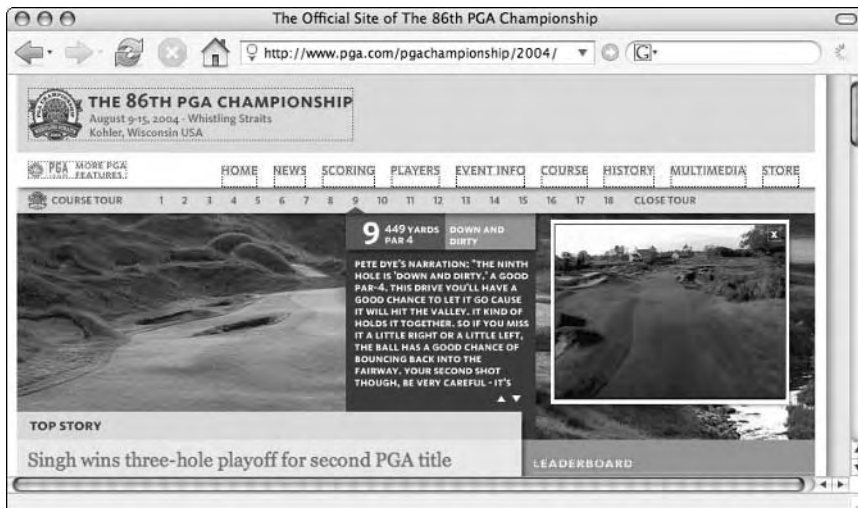 The Official Site of The 86th PGA Championship
http://www.pga.com/pgachampionship/2004/
G
THE 86TH PGA CHAMPIONSHIP
August 9-15, 2004 - Whistling Straits
Kohler, Wisconsin USA
PGA MORE PGA
FEATURES
HOME NEWS SCORING PLAYERS EVENT INFO COURSE HISTORY MULTIMEDIA STORE
COURSE TOUR 1 2 3 4 5 6 7 8 9 10 11 12 13 14 15 16 17 18 CLOSE TOUR
9 449 YARDS
PAR 4
DOWN AND
DIRTY
x
PETE DYE'S NARRATION: "THE NINTH
HOLE IS 'DOWN AND DIRTY.' A GOOD
PAR-4. THIS DRIVE YOU'LL HAVE A
GOOD CHANCE TO LET IT GO CAUSE
IT WILL HIT THE VALLEY. IT KIND OF
HOLDS IT TOGETHER. SO IF YOU MISS
IT A LITTLE RIGHT OR A LITTLE LEFT,
THE BALL HAS A GOOD CHANCE OF
BOUNCING BACK INTO THE
FAIRWAY. YOUR SECOND SHOT
THOUGH, BE VERY CAREFUL - IT'S
TOP STORY
Singh wins three-hole playoff for second PGA title
LEADERBOARD